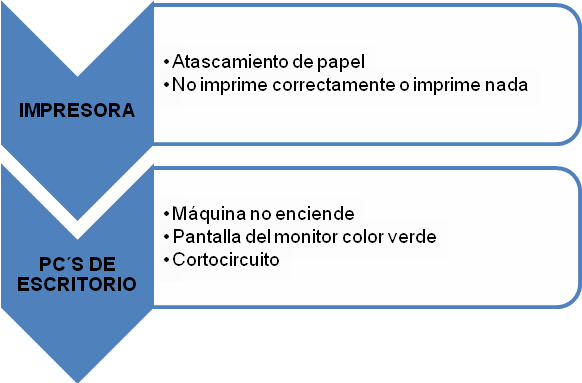 IMPRESORA
• Atascamiento de papel
• No imprime correctamente o imprime nada
PC´S DE
ESCRITORIO
• Máquina no enciende
• Pantalla del monitor color verde
• Cortocircuito